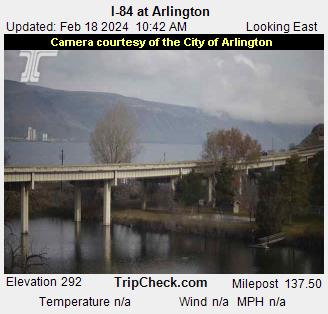 I-84 at Arlington
Updated: Feb 18 2024 10:42 AM Looking East
Camera courtesy of the City of Arlington
Elevation 292 TripCheck.com Milepost 137.50
Temperature n/a Wind n/a MPH n/a